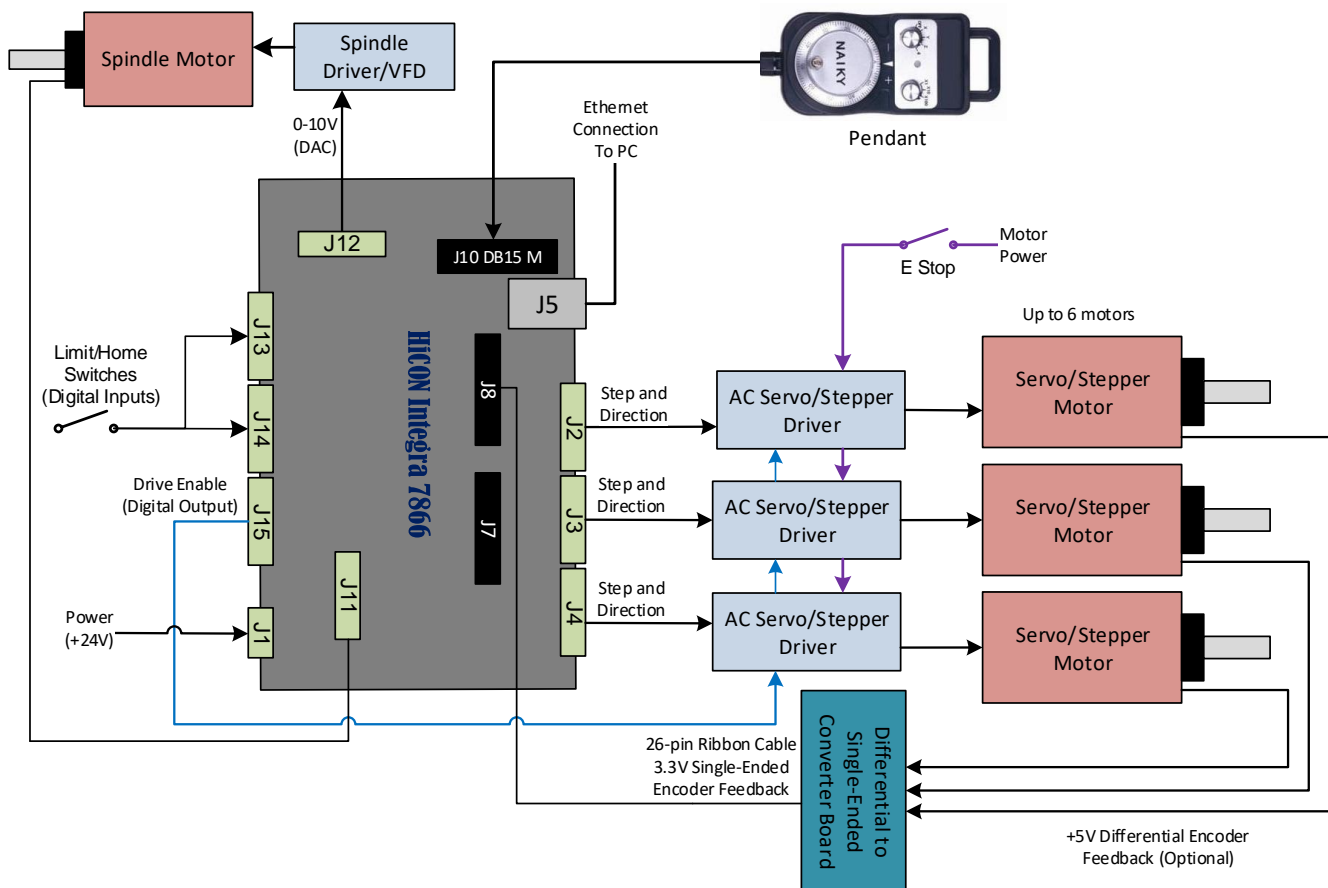 Spindle Motor
Spindle
Driver/VFD
0-10V
(DAC)
Ethernet
Connection
To PC
NAIKY
Pendant
J12
J10 DB15 M
J5
E Stop
Motor
Power
Up to 6 motors
Limit/Home
Switches
(Digital Inputs)
J13
J14
J15
J1
J11
HiCON Integra 7866
J8
J7
J2
J3
J4
Drive Enable
(Digital Output)
Power
(+24V)
Step and
Direction
Step and
Direction
Step and
Direction
AC Servo/Stepper
Driver
AC Servo/Stepper
Driver
AC Servo/Stepper
Driver
Servo/Stepper
Motor
Servo/Stepper
Motor
Servo/Stepper
Motor
26-pin Ribbon Cable
3.3V Single-Ended
Encoder Feedback
Differential to
Single-Ended
Converter Board
+5V Differential Encoder
Feedback (Optional)